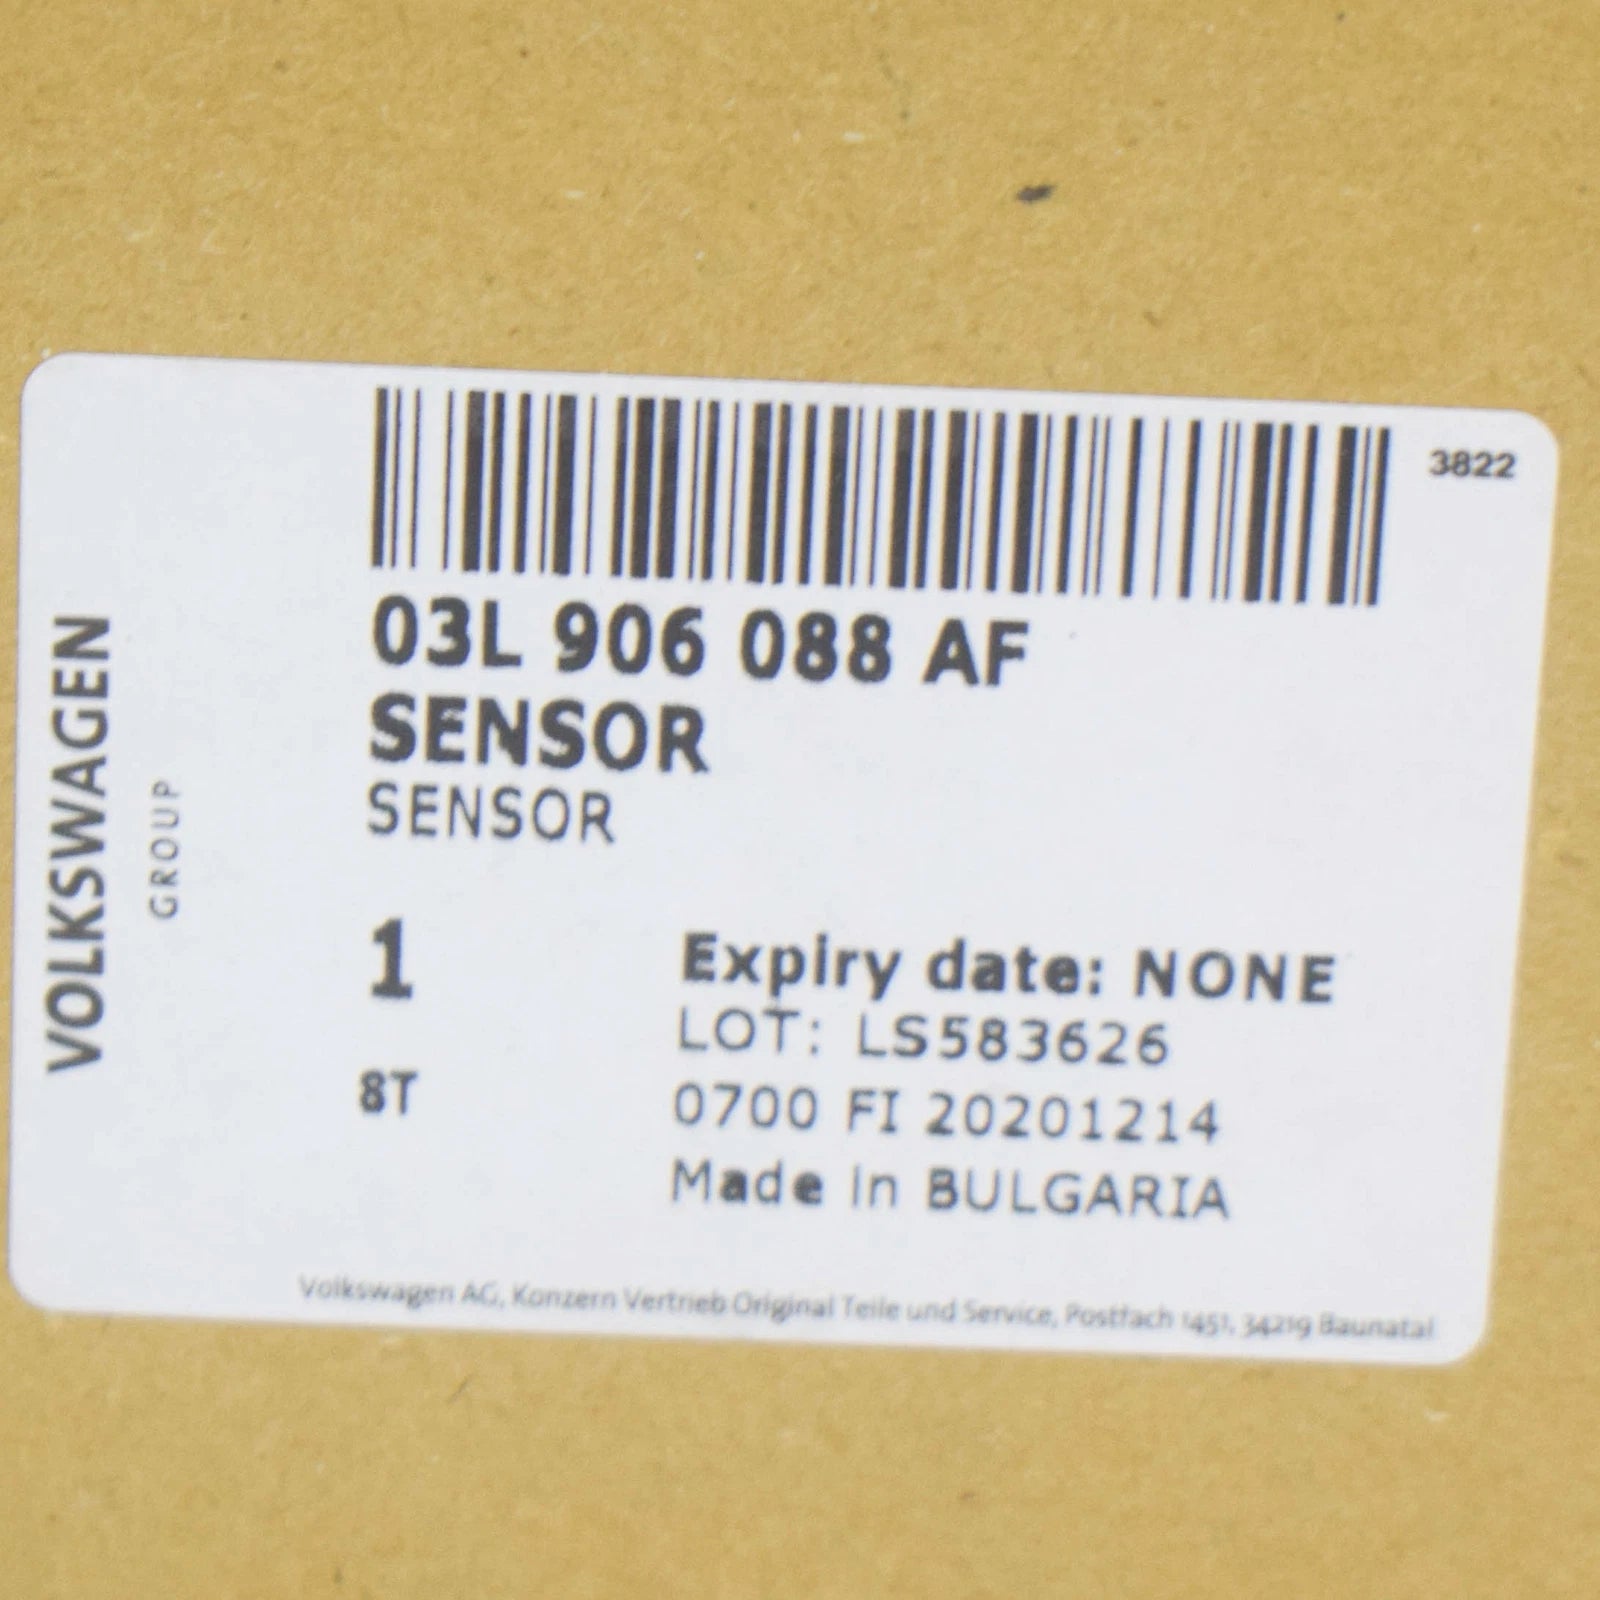 3822
03L 906 088 AF
SENSOR
SENSOR
VOLKSWAGEN
GROUP
1
Expiry date: NONE
LOT: LS583626
8T
0700 FI 20201214
Made in BULGARIA
Volkswagen AG, Konzern Vertrieb Original Teile und Service, Postfach 1451, 34219 Baunatal